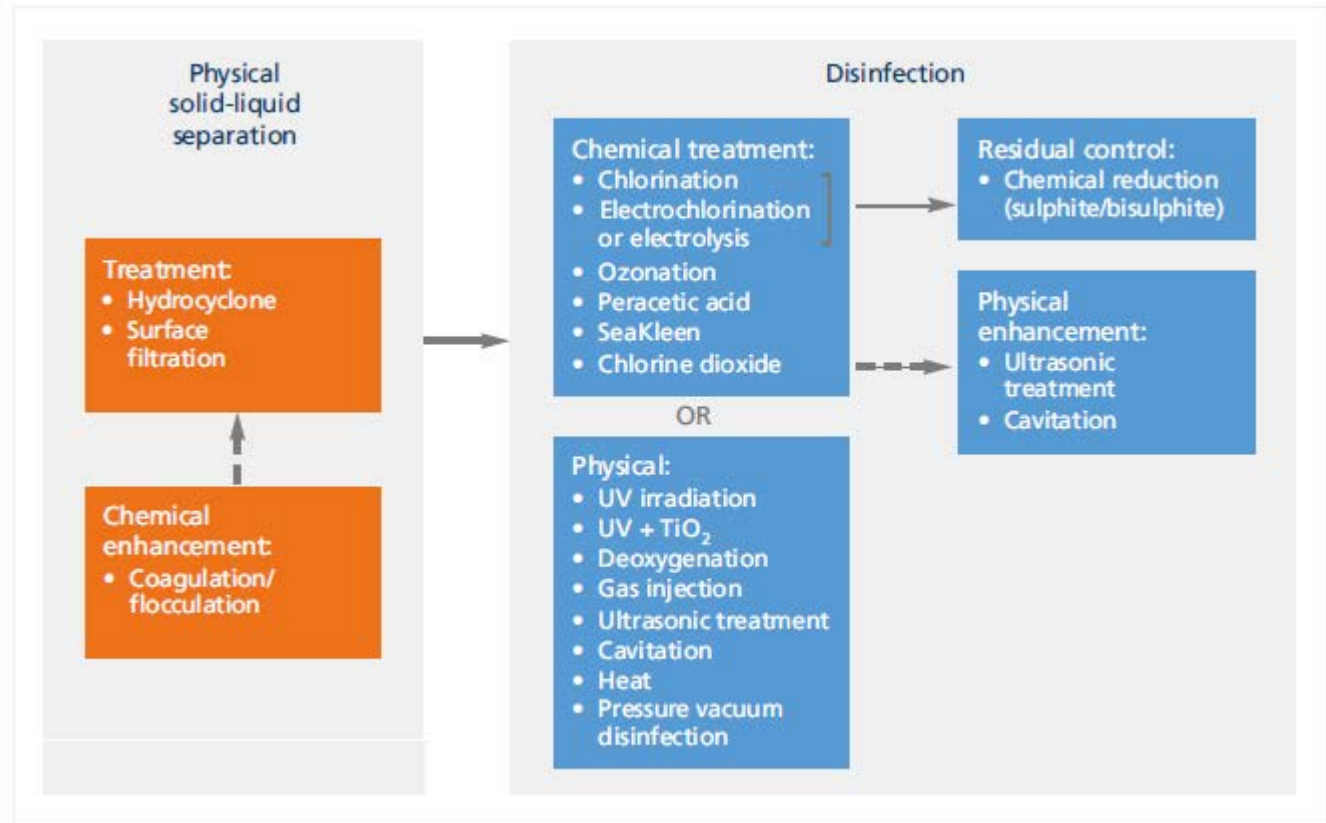 Physical
solid-liquid
separation
Treatment:
• Hydrocyclone
• Surface
filtration
Chemical
enhancement:
• Coagulation/
flocculation
Disinfection
Chemical treatment:
• Chlorination
• Electrochlorination
or electrolysis
• Ozonation
• Peracetic acid
• SeaKleen
• Chlorine dioxide
OR
Physical:
• UV irradiation
• UV + TiO₂
• Deoxygenation
• Gas injection
• Ultrasonic treatment
• Cavitation
• Heat
• Pressure vacuum
disinfection
Residual control:
• Chemical reduction
(sulphite/bisulphite)
Physical
enhancement:
• Ultrasonic
treatment
• Cavitation